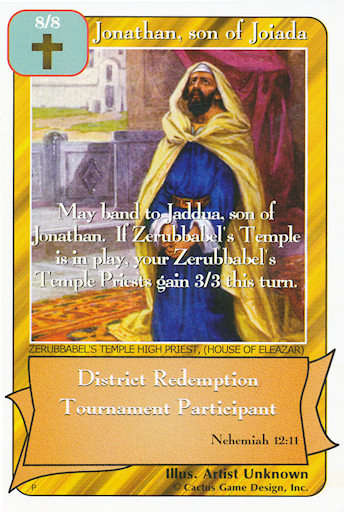 8/8
Jonathan, son of Joiada
May band to Jaddua, son of
Jonathan. If Zerubbabel's Temple
is in play, your Zerubbabel's
Temple Priests gain 3/3 this turn.
ZERUBBABEL'S TEMPLE HIGH PRIEST, (HOUSE OF ELEAZAR)
District Redemption
Tournament Participant
Nehemiah 12:11
Illus. Artist Unknown
P
© Cactus Game Design, Inc.